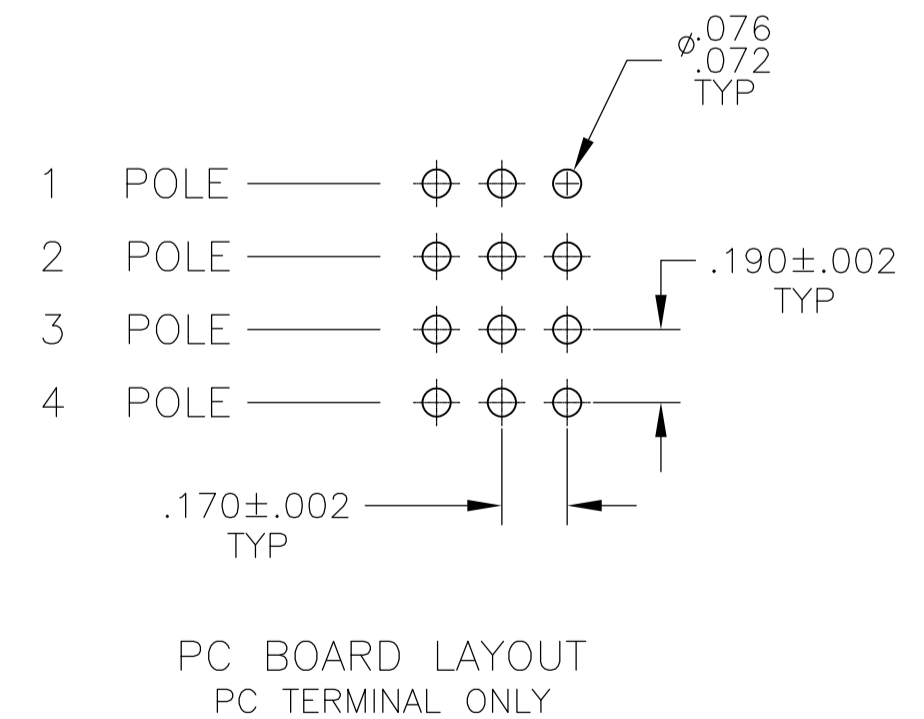 ø.076
.072
TYP
1 POLE
2 POLE
.190±.002
TYP
3 POLE
4 POLE
.170±.002
TYP
PC BOARD LAYOUT
PC TERMINAL ONLY